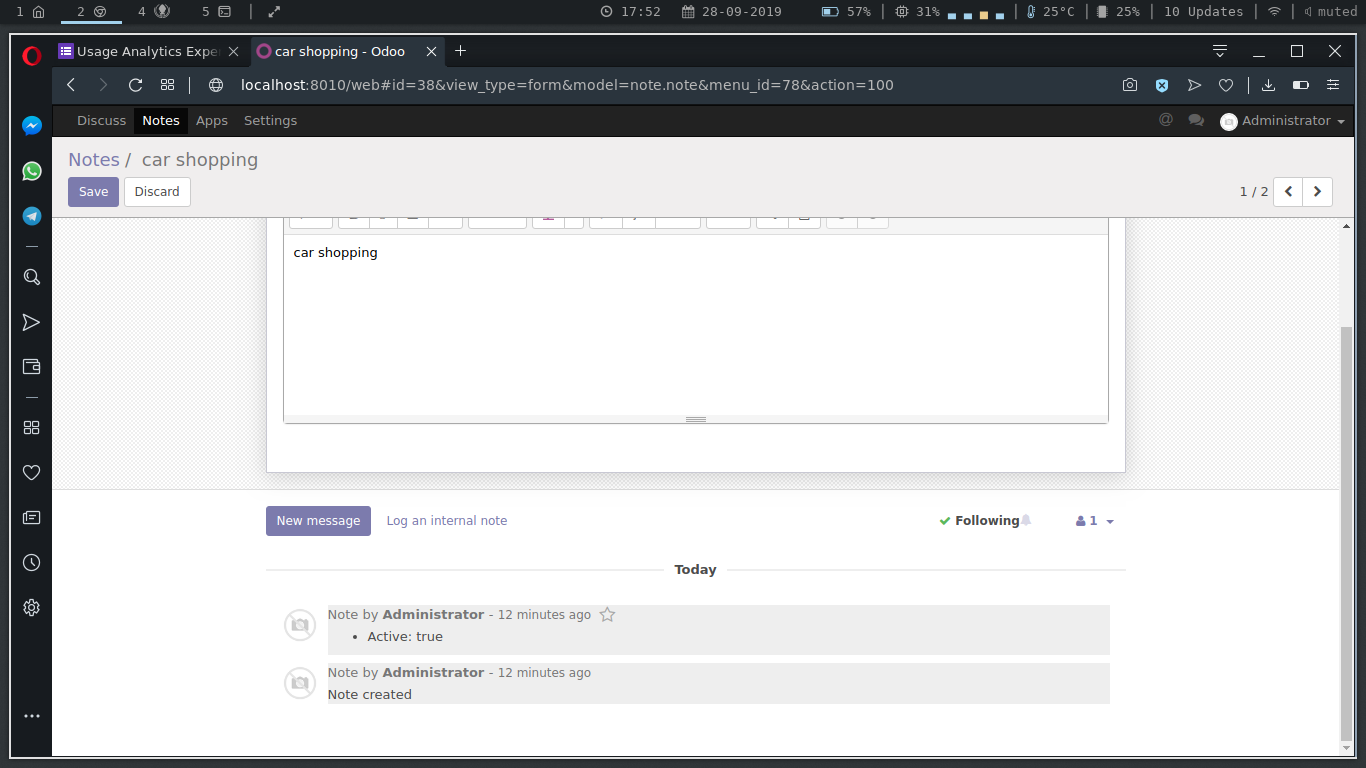 1 2 4 5 17:52 28-09-2019 57% 31% 25°C 25% 10 Updates muted
Usage Analytics Expe car shopping - Odoo
localhost:8010/web#id=38&view_type=form&model=note.note&menu_id=78&action=100
Discuss Notes Apps Settings @ Administrator
Notes / car shopping
Save Discard 1 / 2
car shopping
New message Log an internal note Following 1
Today
Note by Administrator - 12 minutes ago
• Active: true
Note by Administrator - 12 minutes ago
Note created